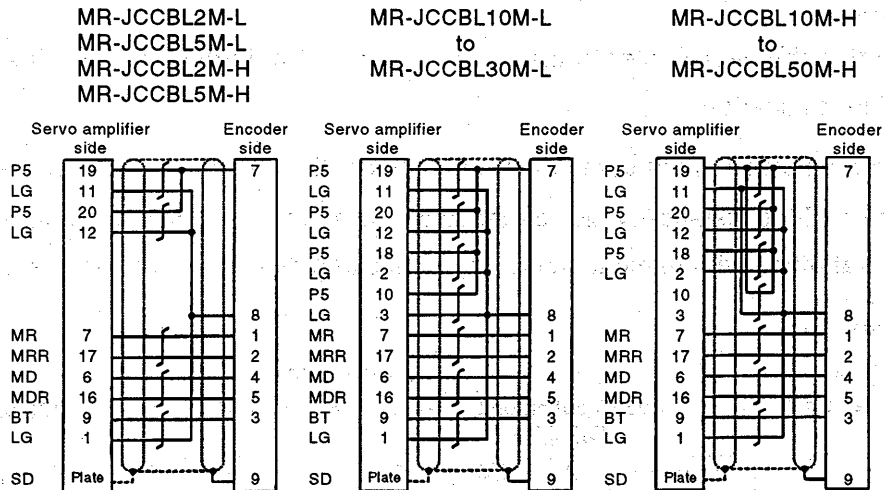 MR-JCCBL2M-L
MR-JCCBL5M-L
MR-JCCBL2M-H
MR-JCCBL5M-H
Servo amplifier side
Encoder side
P5 19 7
LG 11
P5 20
LG 12
8
MR 7 1
MRR 17 2
MD 6 4
MDR 16 5
BT 9 3
LG 1
SD Plate 9
MR-JCCBL10M-L
to
MR-JCCBL30M-L
Servo amplifier side
Encoder side
P5 19 7
LG 11
P5 20
LG 12
P5 18
LG 2
P5 10
LG 3 8
MR 7 1
MRR 17 2
MD 6 4
MDR 16 5
BT 9 3
LG 1
SD Plate 9
MR-JCCBL10M-H
to
MR-JCCBL50M-H
Servo amplifier side
Encoder side
P5 19 7
LG 11
P5 20
LG 12
P5 18
LG 2
10
3 8
MR 7 1
MRR 17 2
MD 6 4
MDR 16 5
BT 9 3
LG 1
SD Plate 9